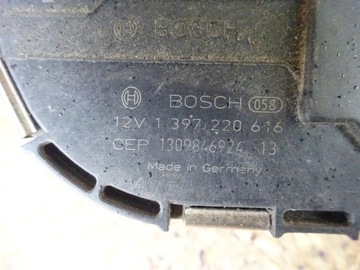 BOSCH
BOSCH 058
12V 1 397 220 616
CEP 1309846924 13
Made in Germany